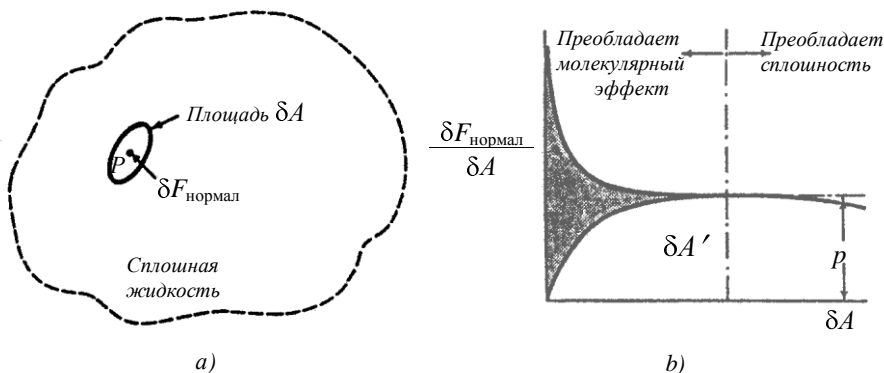 Площадь δA
P
δFнормал
Сплошная
жидкость
a)
Преобладает
молекулярный
эффект
Преобладает
сплошность
δFнормал
δA
δA′
p
δA
b)